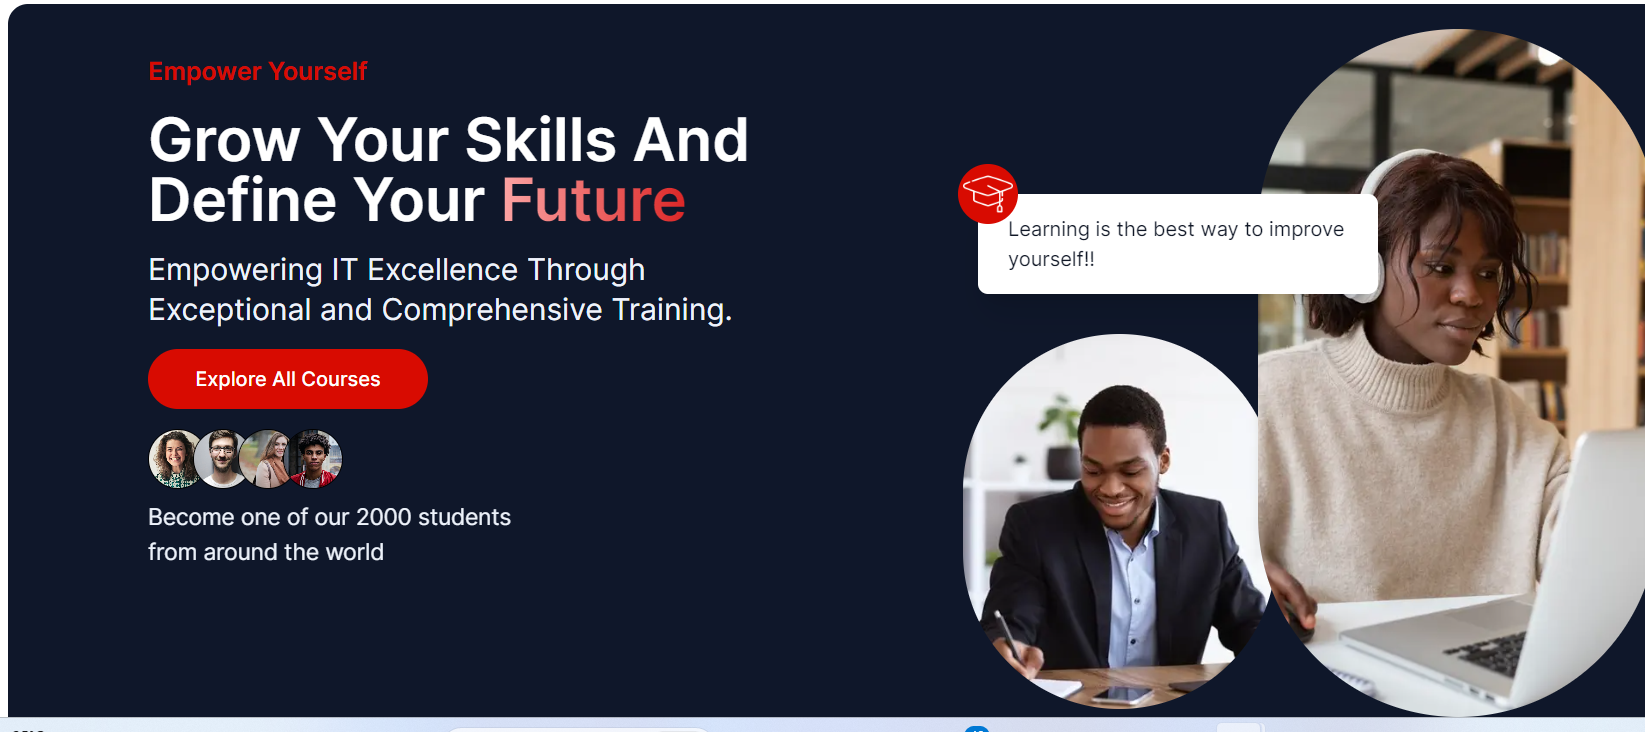 Empower Yourself
Grow Your Skills And
Define Your Future
Empowering IT Excellence Through
Exceptional and Comprehensive Training.
Explore All Courses
Become one of our 2000 students
from around the world
Learning is the best way to improve
yourself!!